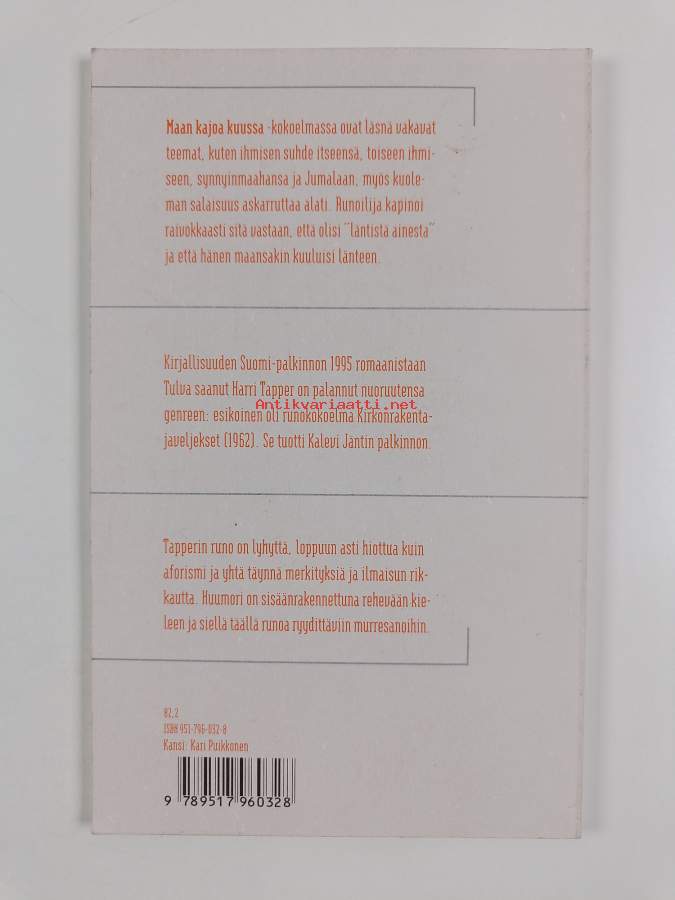 Maan kajoa kuussa -kokoelmassa ovat läsnä vakavat
teemat, kuten ihmisen suhde itseensä, toiseen ihmi-
seen, synnyinmaahansa ja Jumalaan, myös kuole-
man salaisuus askarruttaa alati. Runoilija kapinoi
raivokkaasti sitä vastaan, että olisi "läntistä ainesta"
ja että hänen maansakin kuuluisi länteen.
Kirjallisuuden Suomi-palkinnon 1995 romaanistaan
Tulva saanut Harri Tapper on palannut nuoruutensa
Antikvariaatti.net
genreen: esikoinen oli runokokoelma Kirkonrakenta-
javeljekset (1962). Se tuotti Kalevi Jäntin palkinnon.
Tapperin runo on lyhyttä, loppuun asti hiottua kuin
aforismi ja yhtä täynnä merkityksiä ja ilmaisun rik-
kautta. Huumori on sisäänrakennettuna rehevään kie-
leen ja siellä täällä runoa ryydittäviin murresanoihin.
82.2
ISBN 951-796-032-8
Kansi: Kari Puikkonen
9 789517 960328